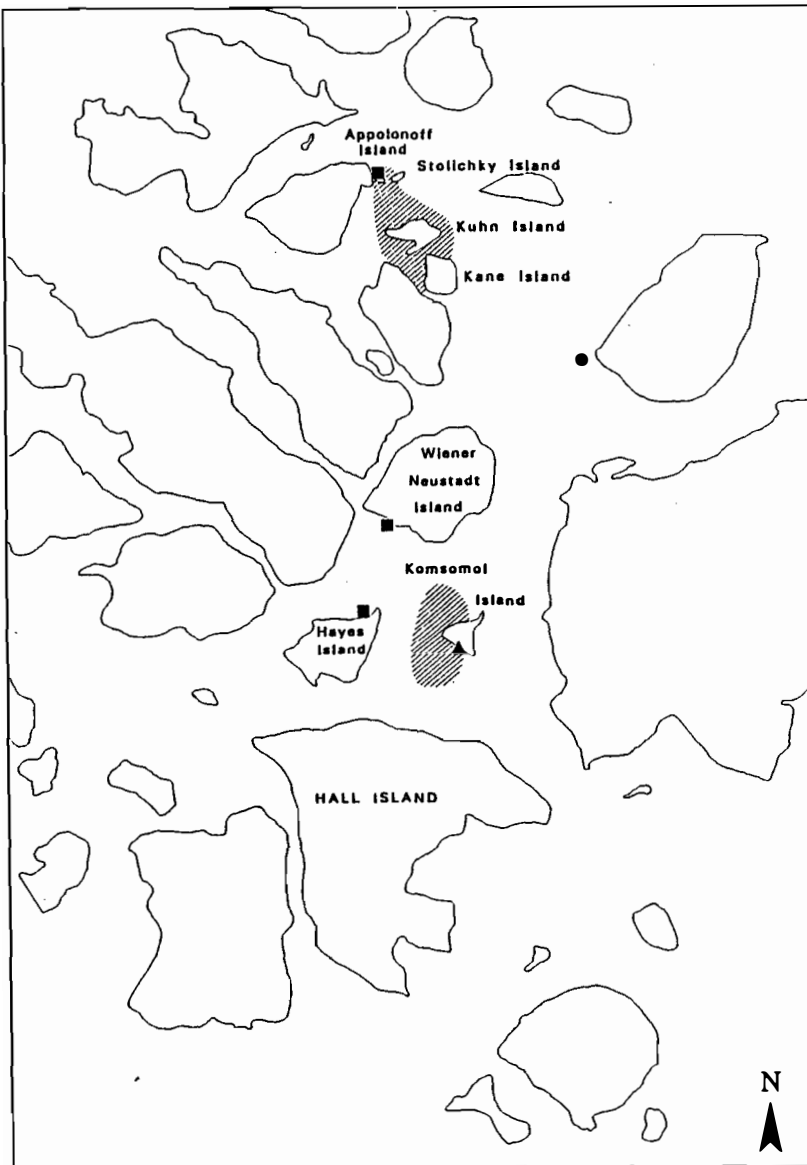 Appolonoff
Island
Stolichky Island
Kuhn Island
Kane Island
Wiener
Neustadt
Island
Komsomol
Island
Hayes
Island
HALL ISLAND
N